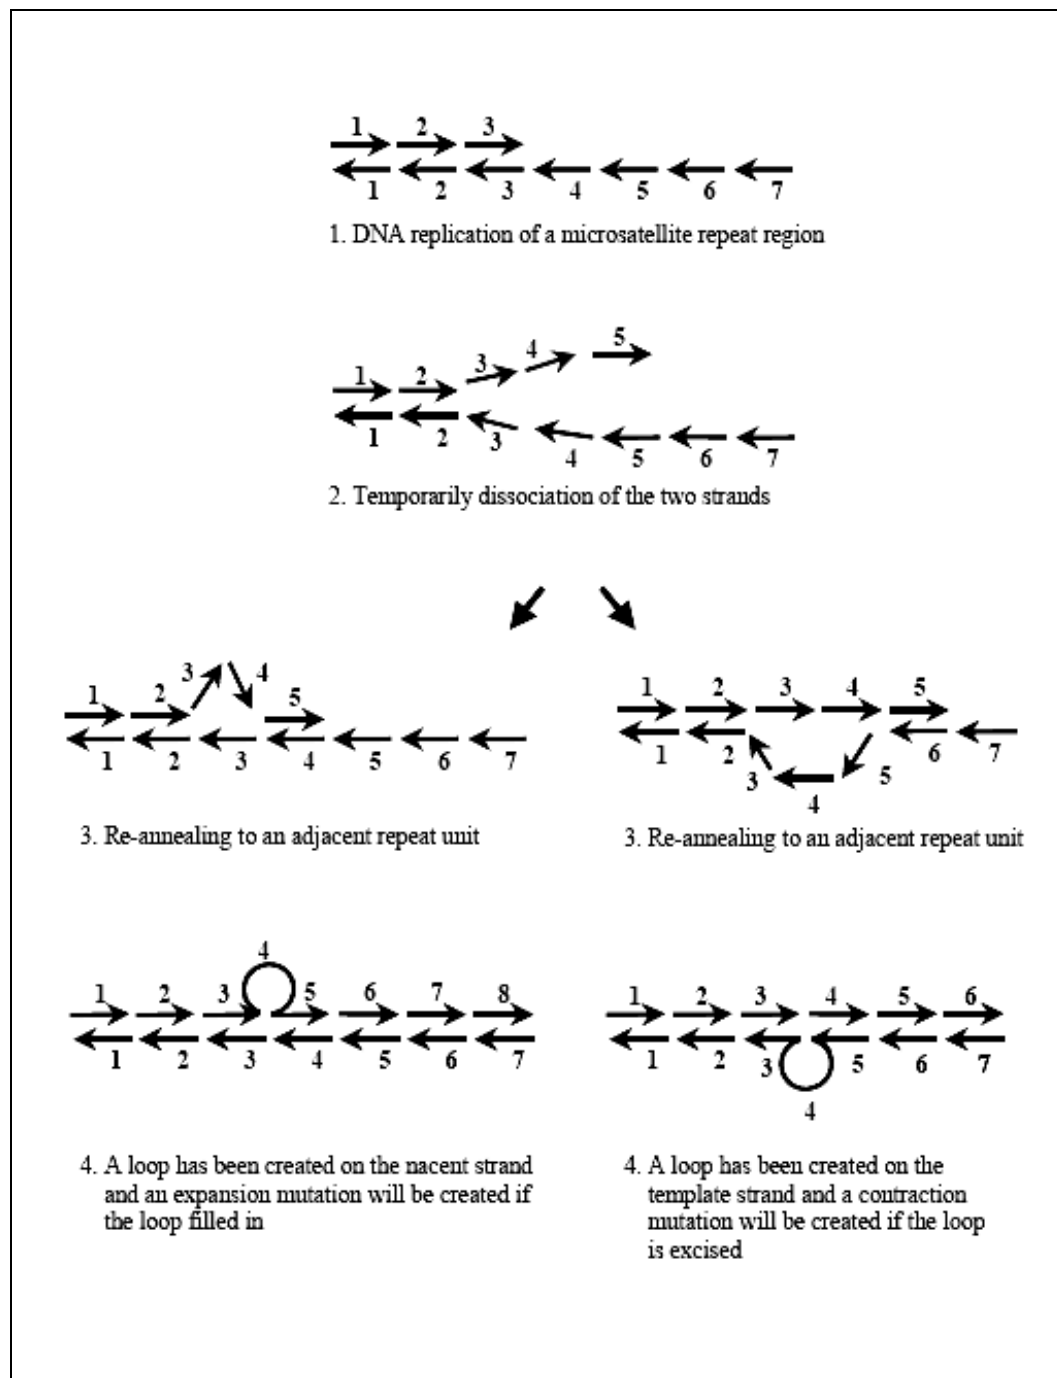 1 2 3
1 2 3 4 5 6 7
1. DNA replication of a microsatellite repeat region
1 2 3 4 5
1 2 3 4 5 6 7
2. Temporarily dissociation of the two strands
1 2 3 4 5
1 2 3 4 5 6 7
3. Re-annealing to an adjacent repeat unit
1 2 3 4 5
1 2 3 4 5 6 7
3. Re-annealing to an adjacent repeat unit
4
1 2 3 5 6 7 8
1 2 3 4 5 6 7
4. A loop has been created on the nacent strand
and an expansion mutation will be created if
the loop filled in
1 2 3 4 5 6
1 2 3 5 6 7
4
4. A loop has been created on the
template strand and a contraction
mutation will be created if the loop
is excised